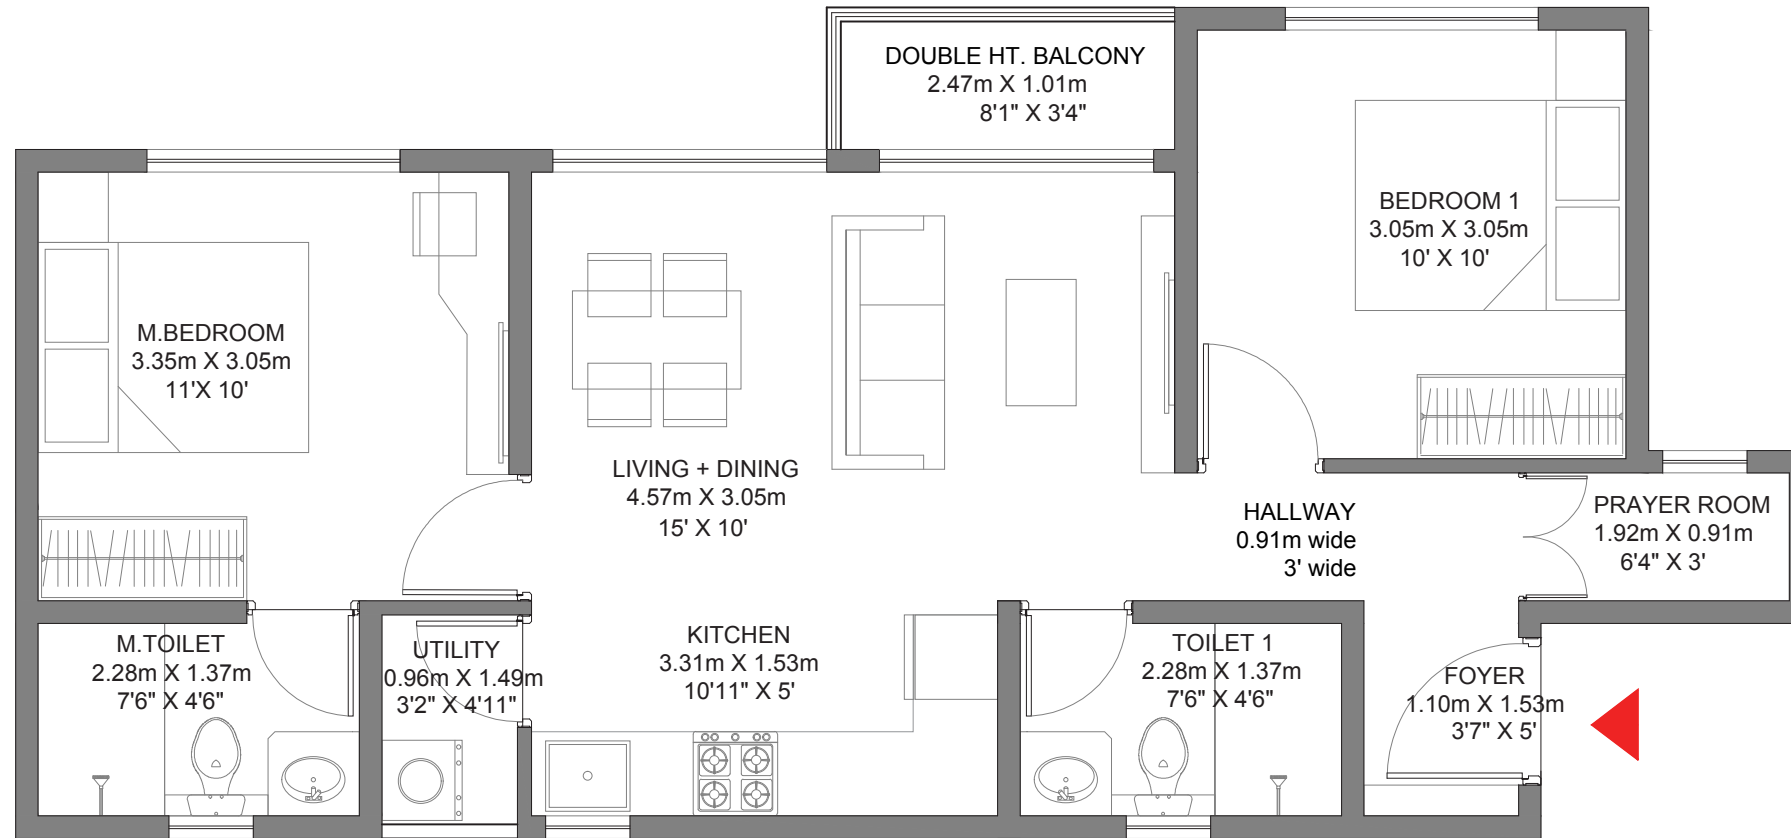 DOUBLE HT. BALCONY
2.47m X 1.01m
8'1" X 3'4"
BEDROOM 1
3.05m X 3.05m
10' X 10'
M.BEDROOM
3.35m X 3.05m
11'X 10'
LIVING + DINING
4.57m X 3.05m
15' X 10'
HALLWAY
0.91m wide
3' wide
PRAYER ROOM
1.92m X 0.91m
6'4" X 3'
M.TOILET
2.28m X 1.37m
7'6" X 4'6"
UTILITY
0.96m X 1.49m
3'2" X 4'11"
KITCHEN
3.31m X 1.53m
10'11" X 5'
TOILET 1
2.28m X 1.37m
7'6" X 4'6"
FOYER
1.10m X 1.53m
3'7" X 5'